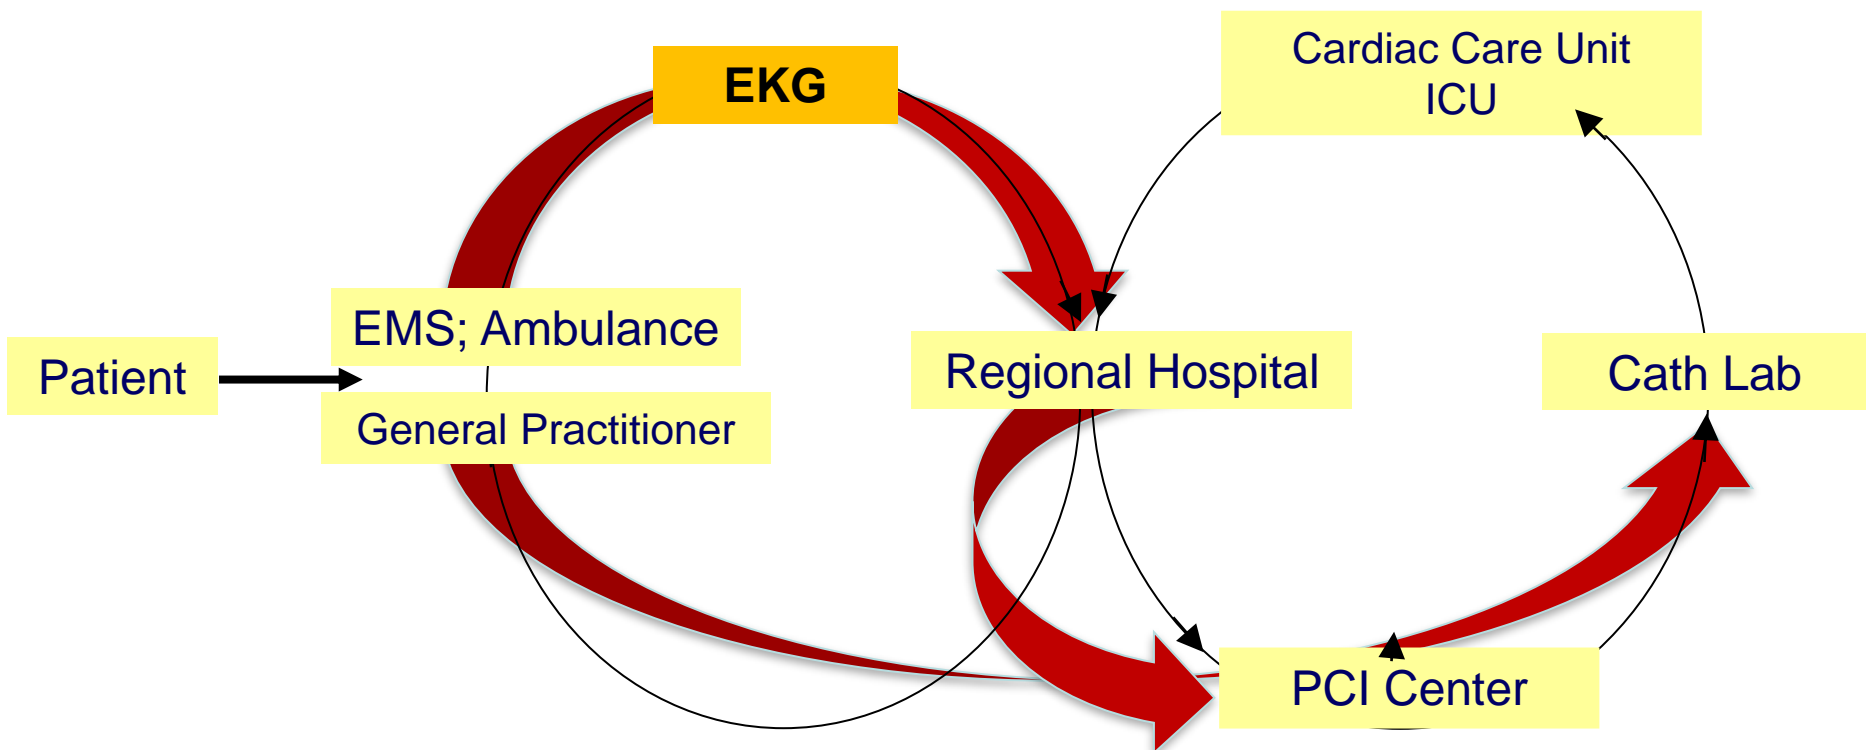 EKG
Cardiac Care Unit
ICU
EMS; Ambulance
Patient
General Practitioner
Regional Hospital
Cath Lab
PCI Center